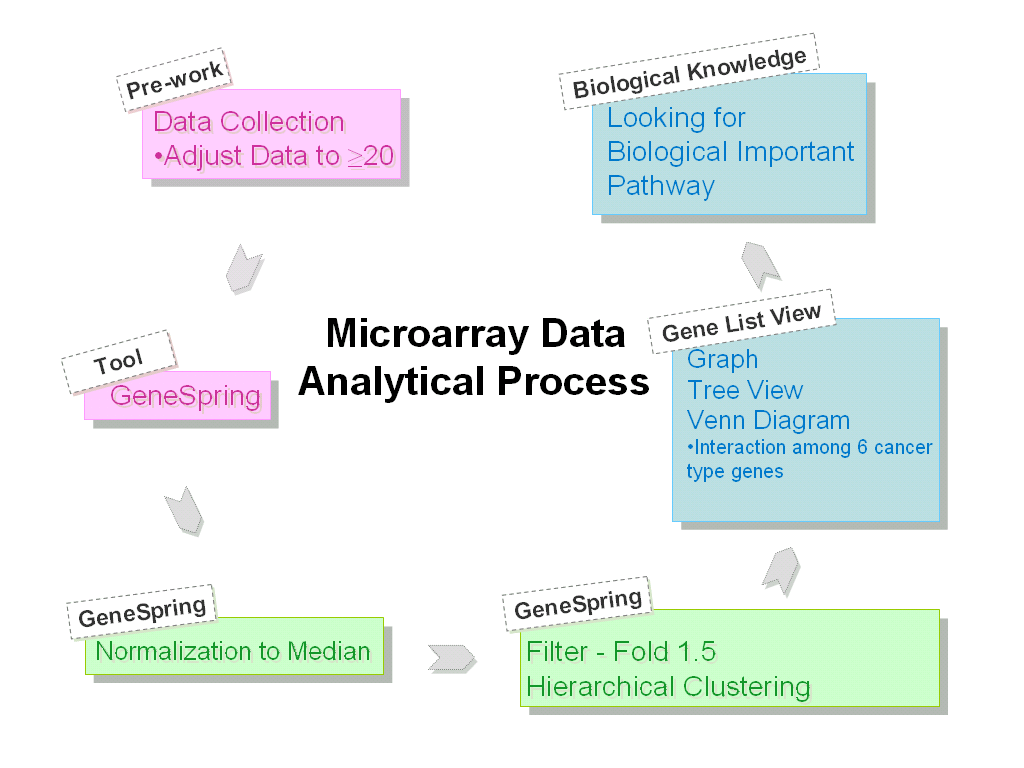 Pre-work
Data Collection
•Adjust Data to ≥20
Tool
GeneSpring
GeneSpring
Normalization to Median
GeneSpring
Filter - Fold 1.5
Hierarchical Clustering
Gene List View
Graph
Tree View
Venn Diagram
•Interaction among 6 cancer
type genes
Biological Knowledge
Looking for
Biological Important
Pathway
Microarray Data
Analytical Process